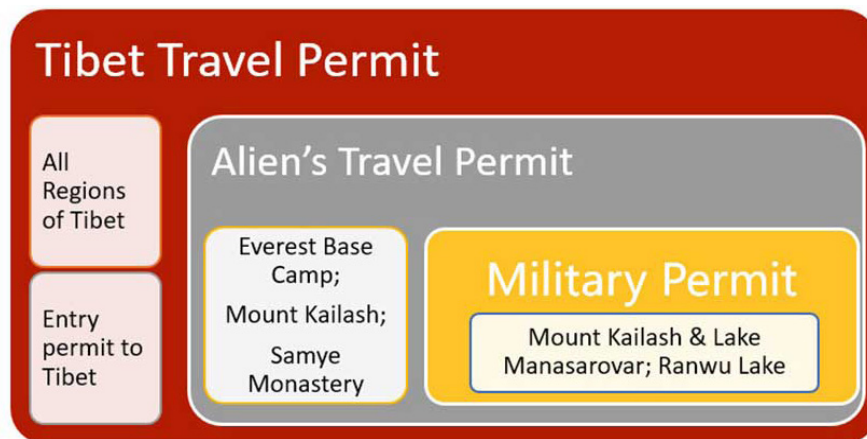 Tibet Travel Permit
All
Regions
of Tibet
Entry
permit to
Tibet
Alien’s Travel Permit
Everest Base
Camp;
Mount Kailash;
Samye
Monastery
Military Permit
Mount Kailash & Lake
Manasarovar; Ranwu Lake